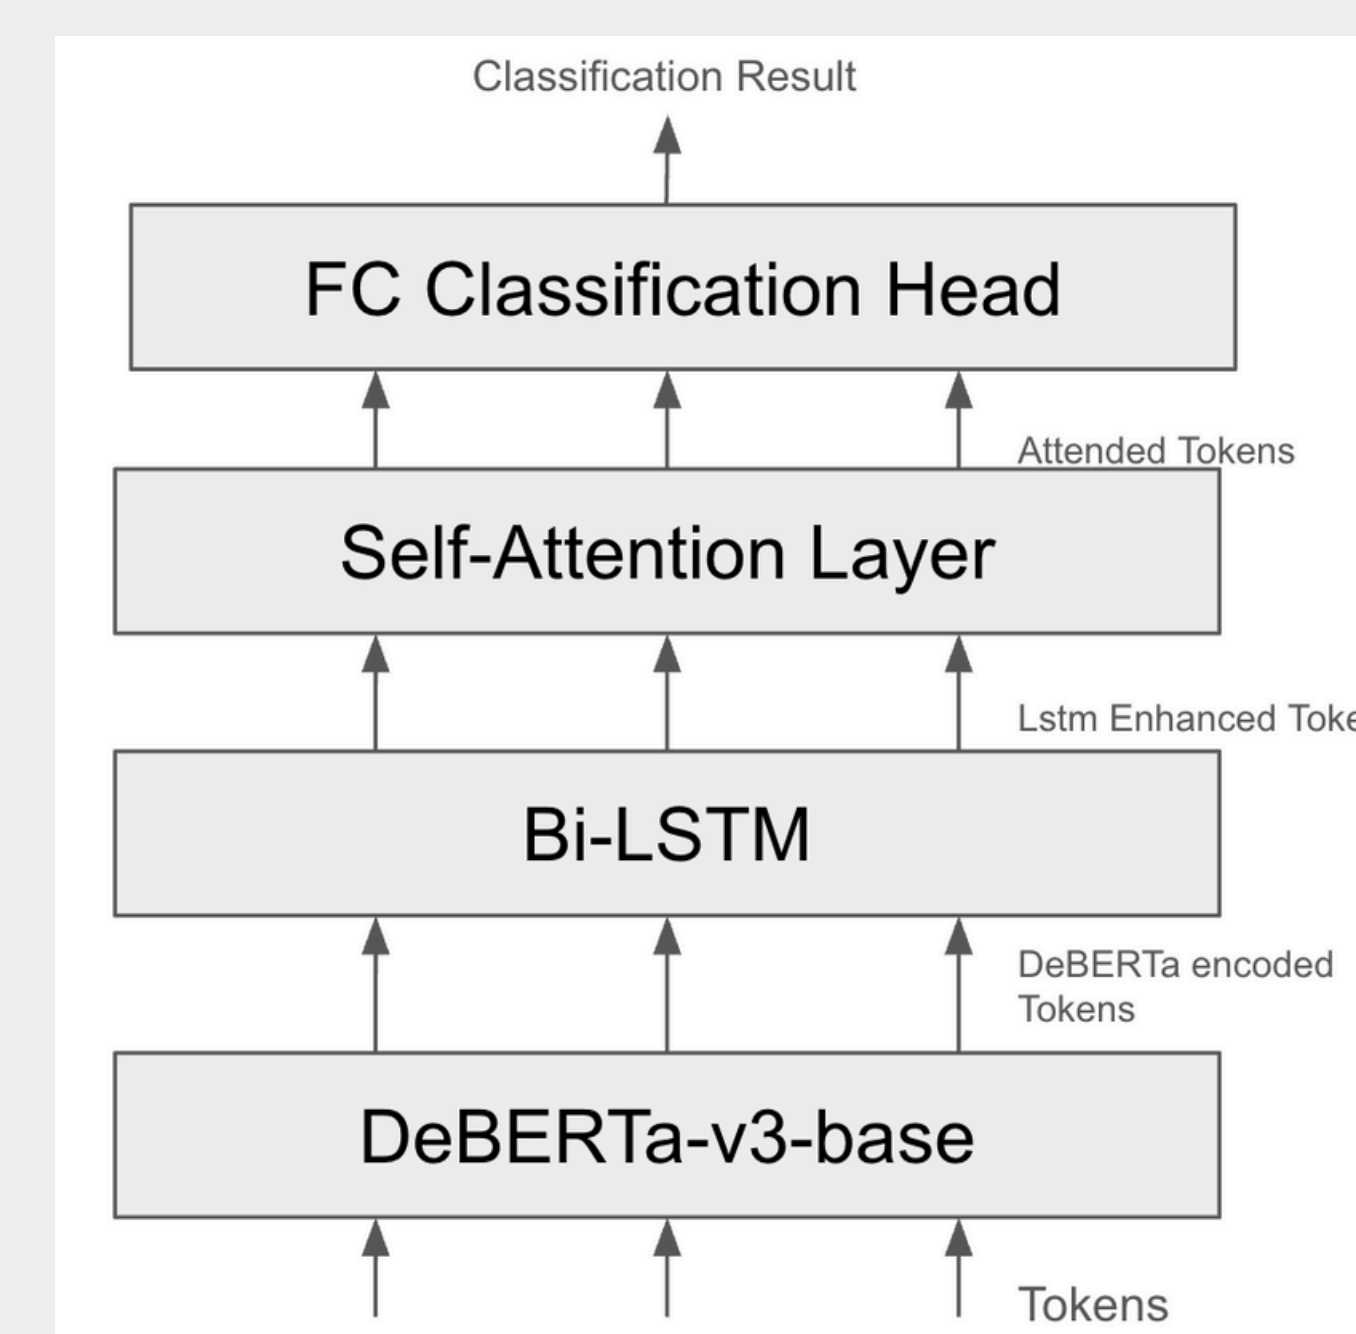 Classification Result
FC Classification Head
Attended Tokens
Self-Attention Layer
Lstm Enhanced Toke
Bi-LSTM
DeBERTa encoded
Tokens
DeBERTa-v3-base
Tokens